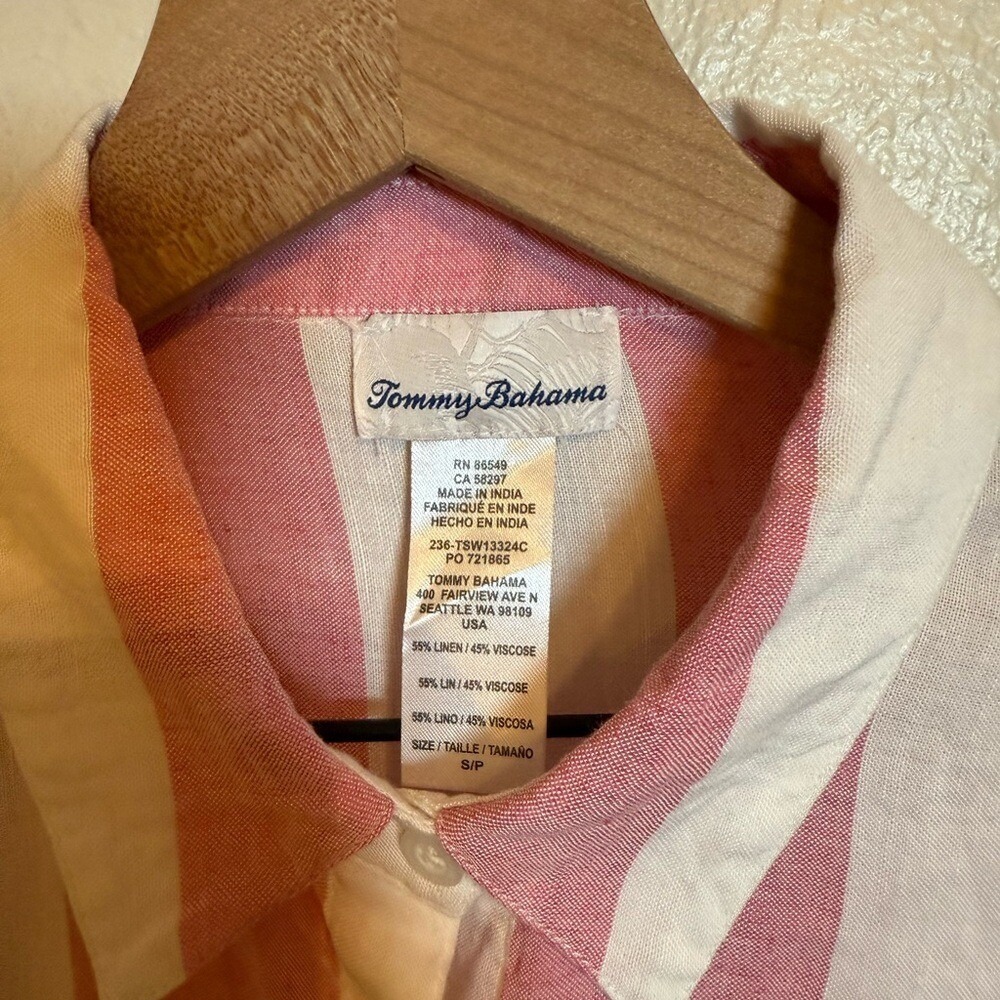 Tommy Bahama
RN 86549
CA 58297
MADE IN INDIA
FABRIQUÉ EN INDE
HECHO EN INDIA
236-TSW13324C
PO 721865
TOMMY BAHAMA
400 FAIRVIEW AVE N
SEATTLE WA 98109
USA
55% LINEN / 45% VISCOSE
55% LIN / 45% VISCOSE
55% LINO / 45% VISCOSA
SIZE / TAILLE / TAMAÑO
S/P